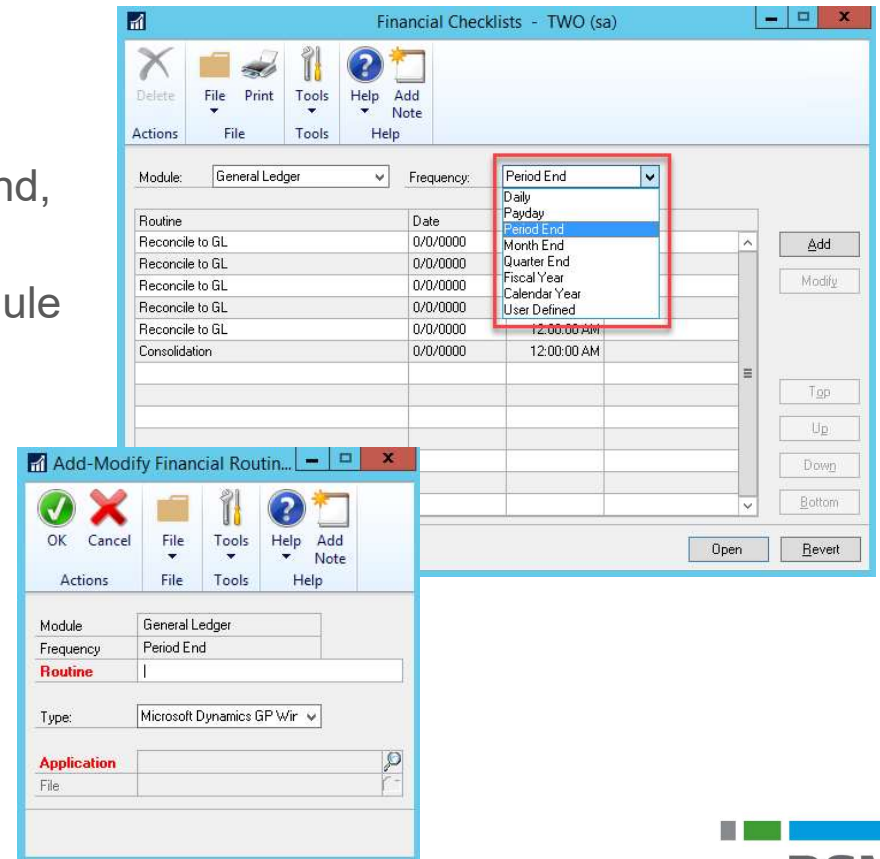 Financial Checklists - TWO (sa)
Delete File Print Tools Help Add Note
Actions File Tools Help
nd,
ule
Module: General Ledger Frequency: Period End
Daily
Payday
Period End
Month End
Quarter End
Fiscal Year
Calendar Year
User Defined
Routine Date
Reconcile to GL 0/0/0000
Reconcile to GL 0/0/0000
Reconcile to GL 0/0/0000
Reconcile to GL 0/0/0000
Reconcile to GL 0/0/0000 12:00:00 AM
Consolidation 0/0/0000 12:00:00 AM
Add
Modify
Top
Up
Down
Bottom
Open Revert
Add-Modify Financial Routin...
OK Cancel File Tools Help Add Note
Actions File Tools Help
Module General Ledger
Frequency Period End
Routine
Type: Microsoft Dynamics GP Wir
Application
File